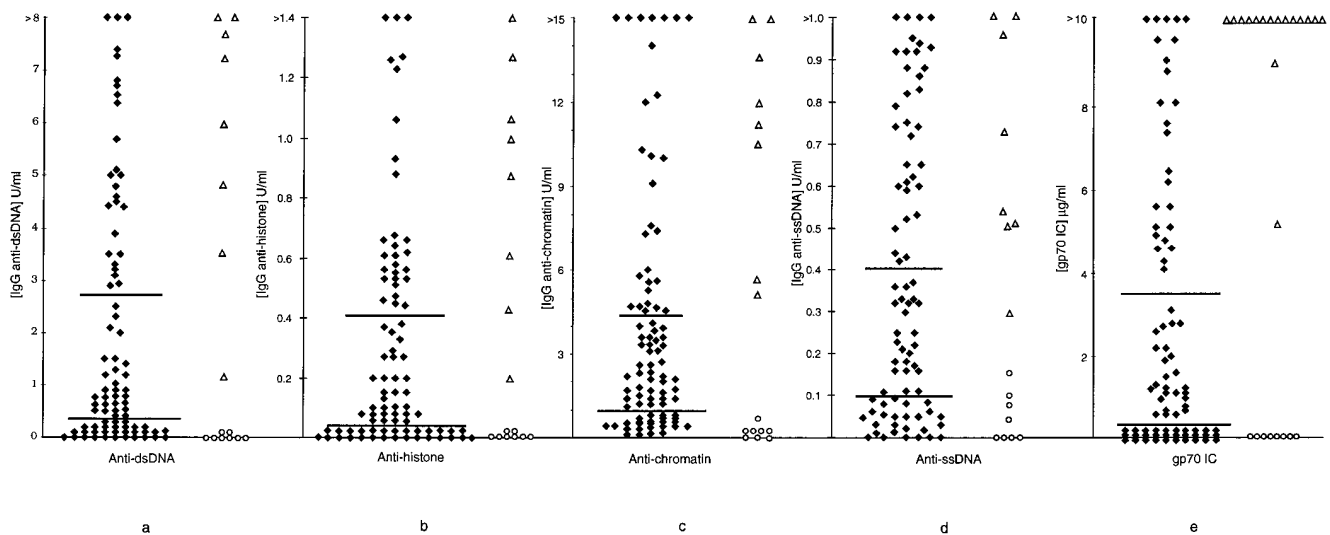 >8
7
6
5
4
3
2
1
0
[IgG anti-dsDNA] U/ml
Anti-dsDNA
a
>1.4
1.2
1.0
0.8
0.6
0.4
0.2
[IgG anti-histone] U/ml
Anti-histone
b
>15
12
9
6
3
[IgG anti-chromatin] U/ml
Anti-chromatin
c
>1.0
0.9
0.8
0.7
0.6
0.5
0.4
0.3
0.2
0.1
0
[IgG anti-ssDNA] U/ml
Anti-ssDNA
d
>10
8
6
4
2
[gp70 IC] µg/ml
gp70 IC
e